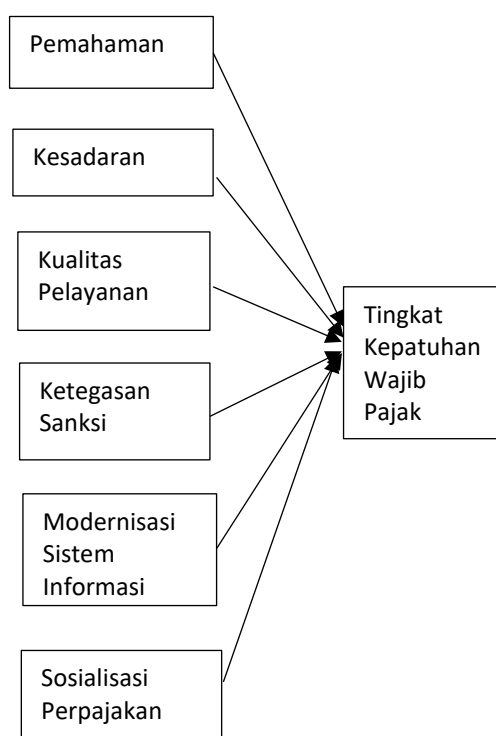 Pemahaman
Kesadaran
Kualitas
Pelayanan
Ketegasan
Sanksi
Modernisasi
Sistem
Informasi
Sosialisasi
Perpajakan
Tingkat
Kepatuhan
Wajib
Pajak